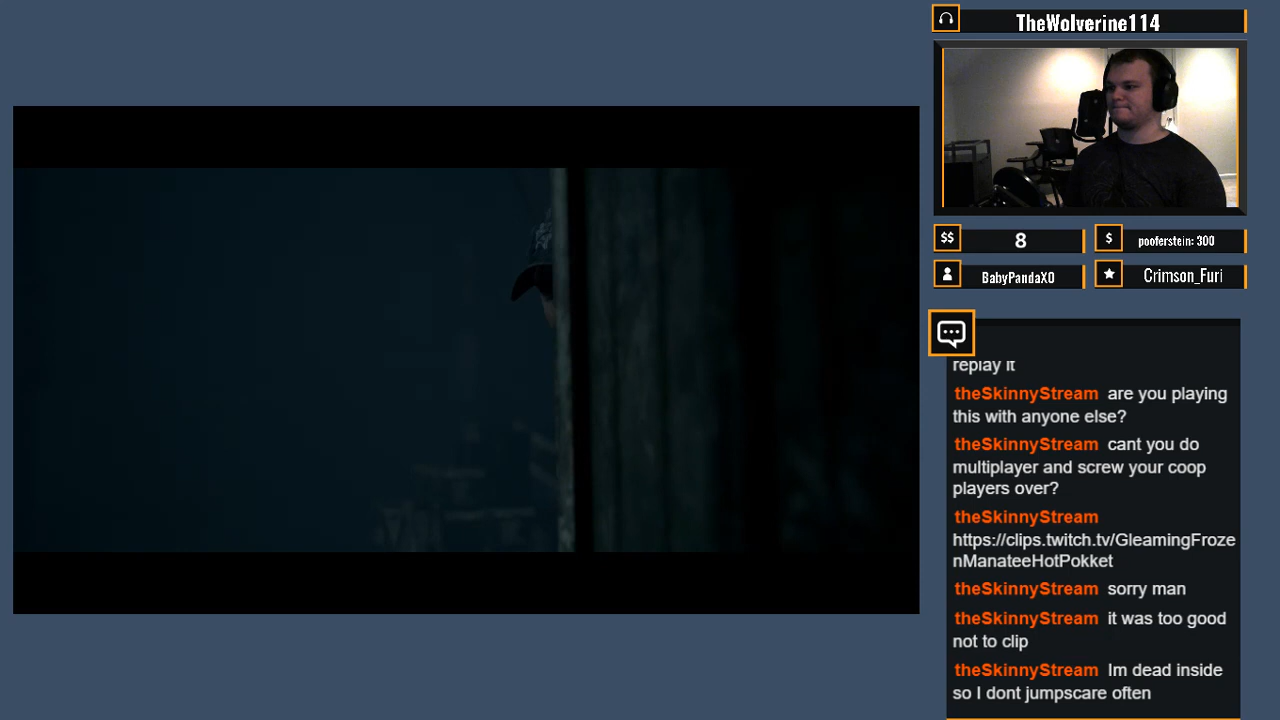 TheWolverine114
$$
8
$
pooferstein: 300
BabyPandaXO
Crimson_Furi
replay it
theSkinnyStream are you playing
this with anyone else?
theSkinnyStream cant you do
multiplayer and screw your coop
players over?
theSkinnyStream
https://clips.twitch.tv/GleamingFroze
nManateeHotPokket
theSkinnyStream sorry man
theSkinnyStream it was too good
not to clip
theSkinnyStream Im dead inside
so I dont jumpscare often